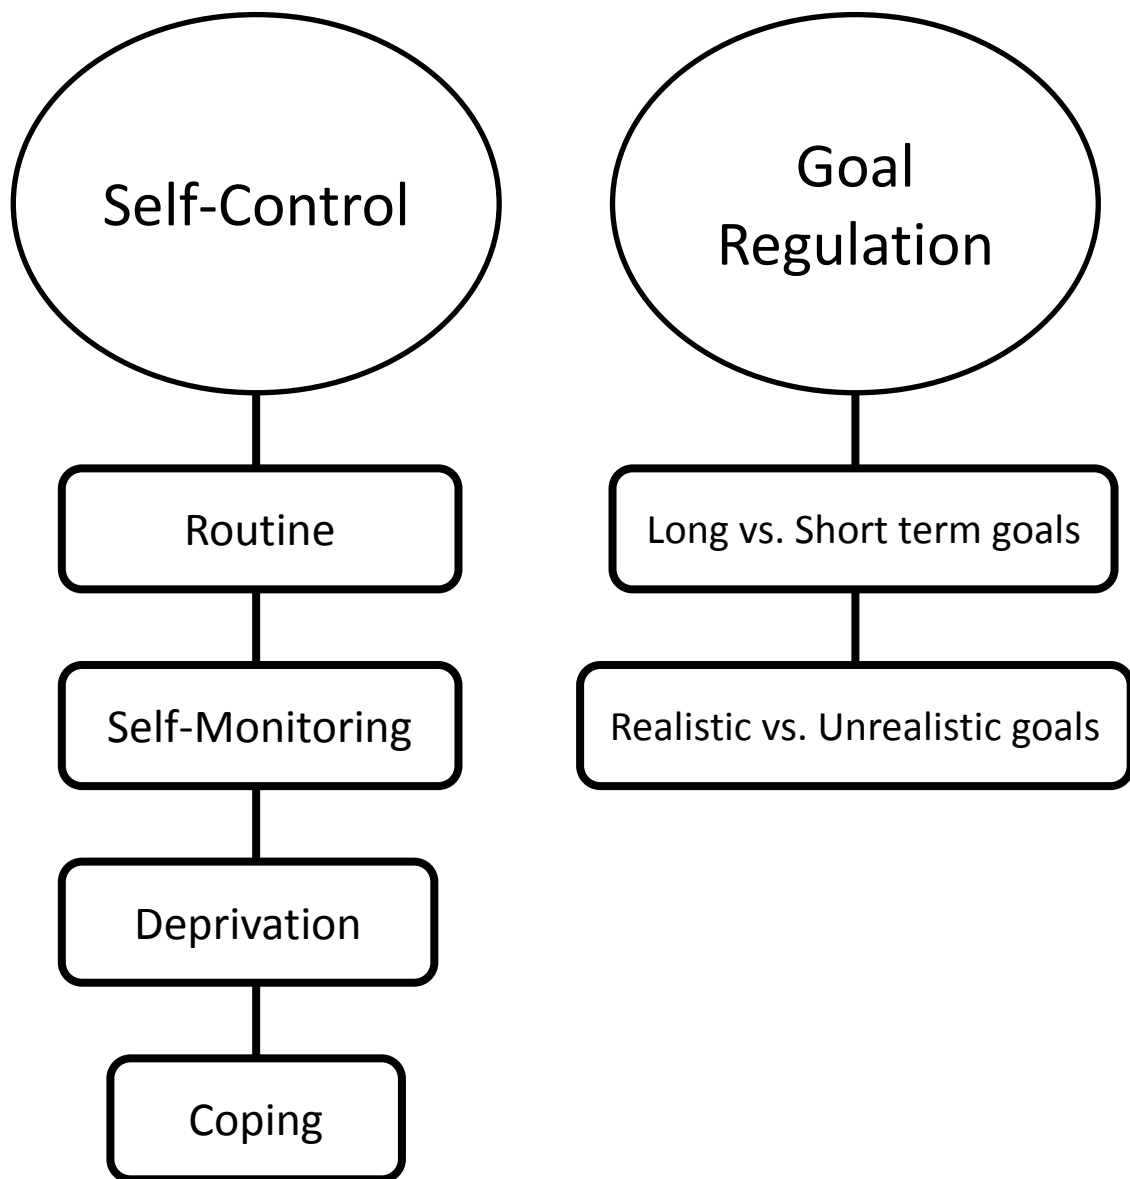 Self-Control
Routine
Self-Monitoring
Deprivation
Coping
Goal
Regulation
Long vs. Short term goals
Realistic vs. Unrealistic goals